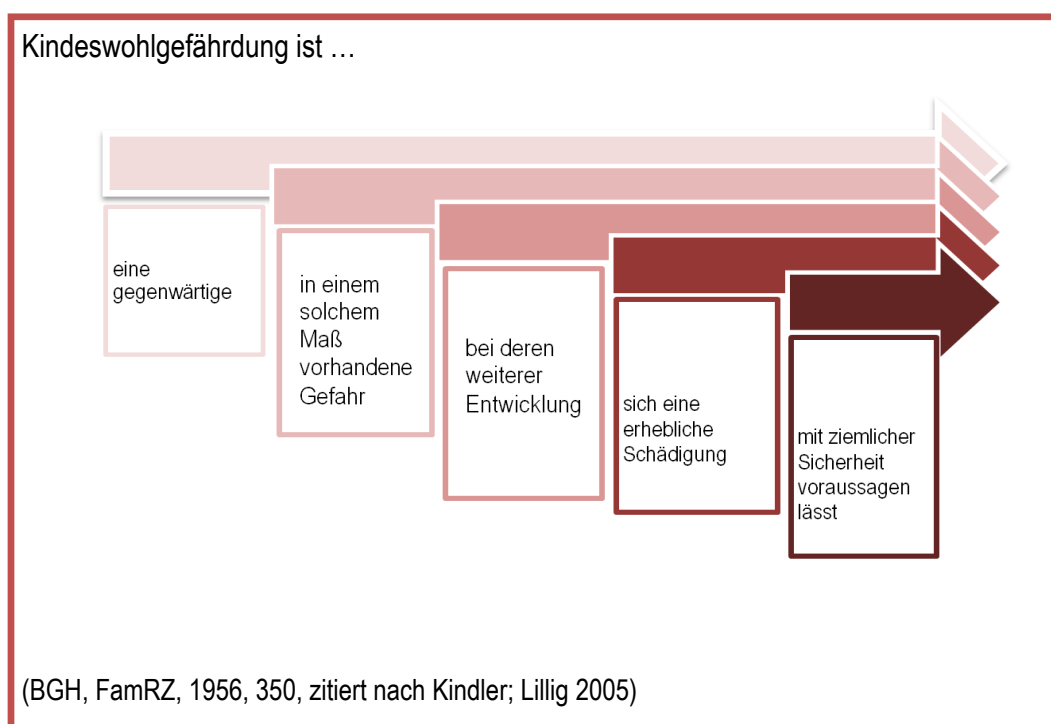 Kindeswohlgefährdung ist …
eine
gegenwärtige
in einem
solchem
Maß
vorhandene
Gefahr
bei deren
weiterer
Entwicklung
sich eine
erhebliche
Schädigung
mit ziemlicher
Sicherheit
voraussagen
lässt
(BGH, FamRZ, 1956, 350, zitiert nach Kindler; Lillig 2005)